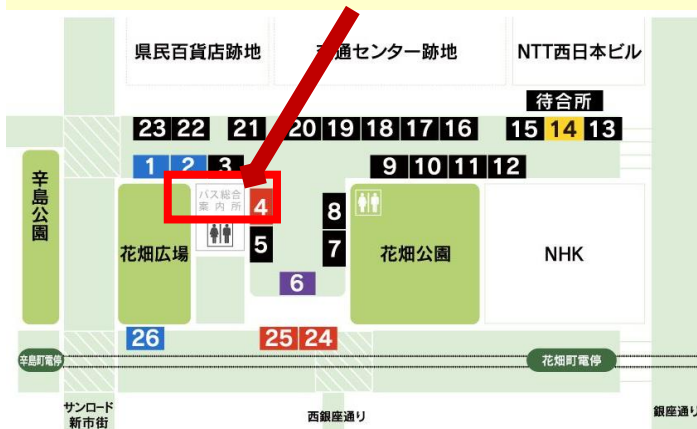 県民百貨店跡地
通センター跡地
NTT西日本ビル
待合所
23 22 21 20 19 18 17 16 15 14 13
1 2 3 9 10 11 12
辛島公園
バス総合
案内所
4
8
5
7
花畑広場
花畑公園
NHK
6
26 25 24
辛島町電停
花畑町電停
サンロード
新市街
西銀座通り
銀座通り